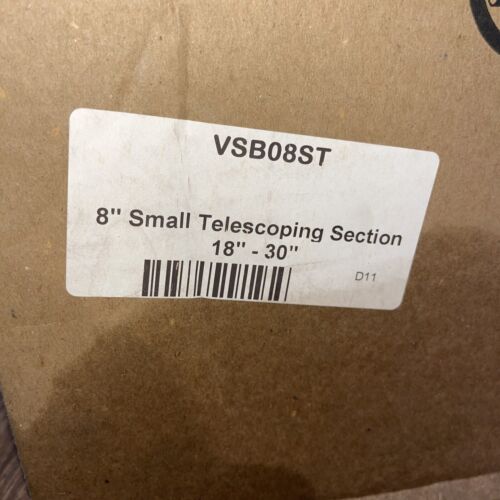 VSB08ST
8" Small Telescoping Section
18" - 30"
D11